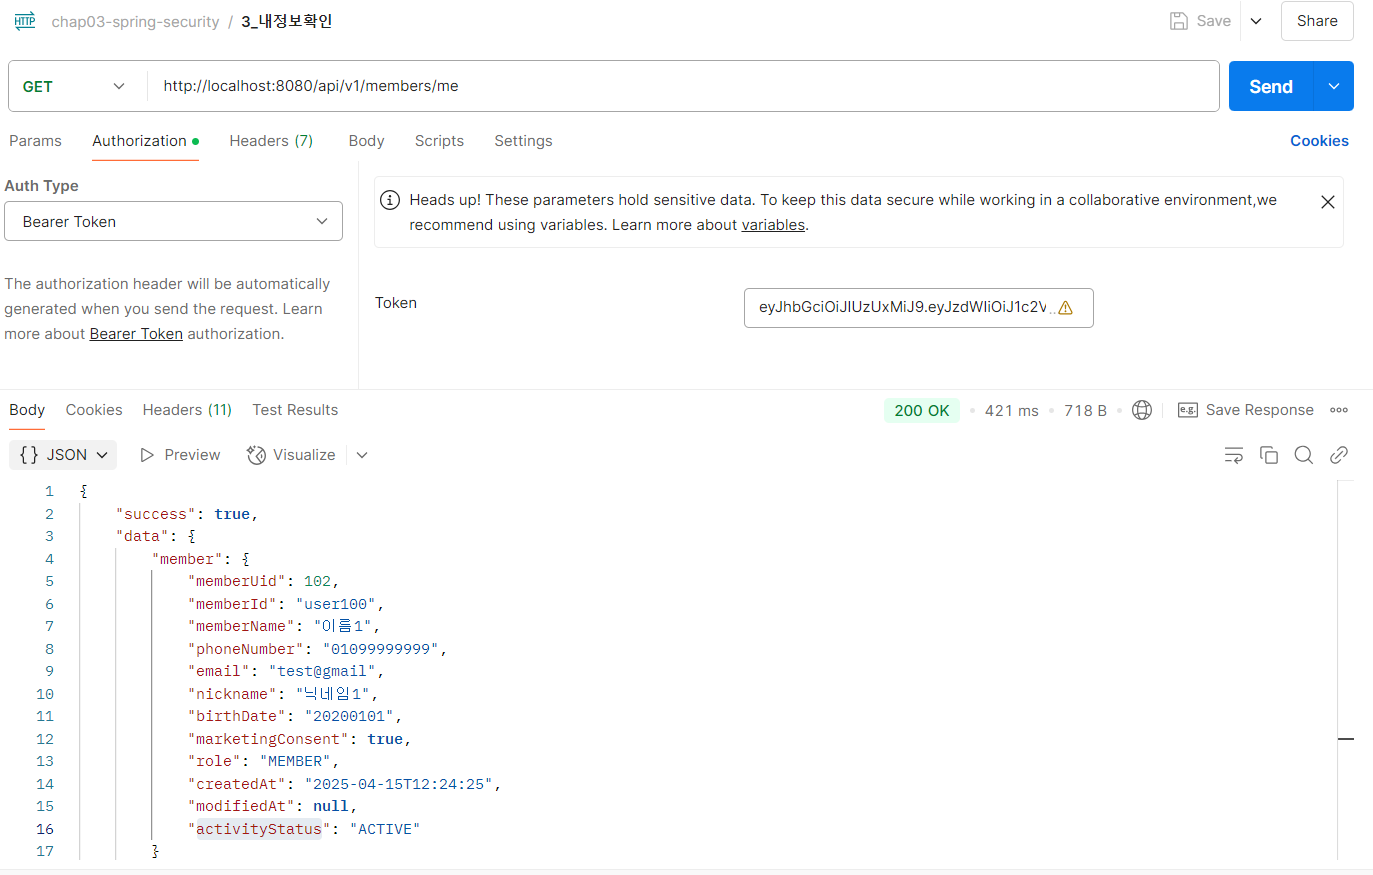 HTTP chap03-spring-security / 3_내정보확인 Save Share
GET http://localhost:8080/api/v1/members/me Send
Params Authorization Headers (7) Body Scripts Settings Cookies
Auth Type
Bearer Token
The authorization header will be automatically
generated when you send the request. Learn
more about Bearer Token authorization.
Heads up! These parameters hold sensitive data. To keep this data secure while working in a collaborative environment,we
recommend using variables. Learn more about variables.
Token eyJhbGciOiJIUzUxMiJ9.eyJzdWIiOiJ1c2V...
Body Cookies Headers (11) Test Results 200 OK 421 ms 718 B e.g. Save Response
{} JSON Preview Visualize
1 {
2 "success": true,
3 "data": {
4 "member": {
5 "memberUid": 102,
6 "memberId": "user100",
7 "memberName": "이름1",
8 "phoneNumber": "01099999999",
9 "email": "test@gmail",
10 "nickname": "닉네임1",
11 "birthDate": "20200101",
12 "marketingConsent": true,
13 "role": "MEMBER",
14 "createdAt": "2025-04-15T12:24:25",
15 "modifiedAt": null,
16 "activityStatus": "ACTIVE"
17 }